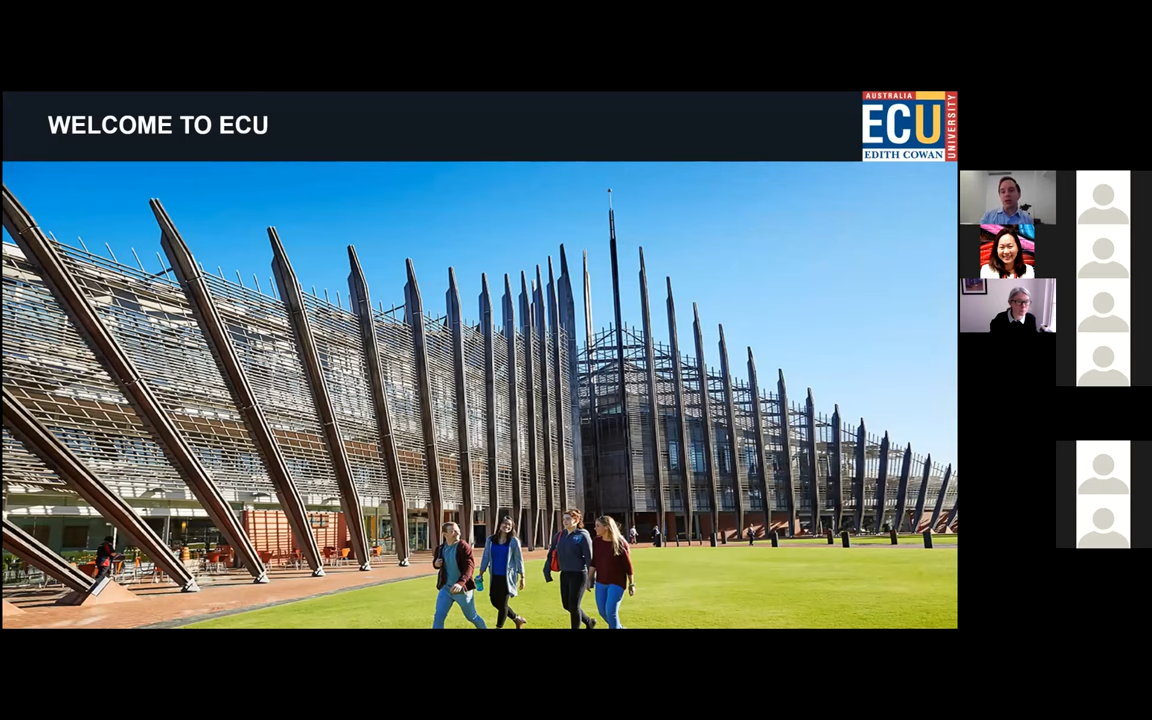 WELCOME TO ECU
AUSTRALIA
ECU
EDITH COWAN
UNIVERSITY